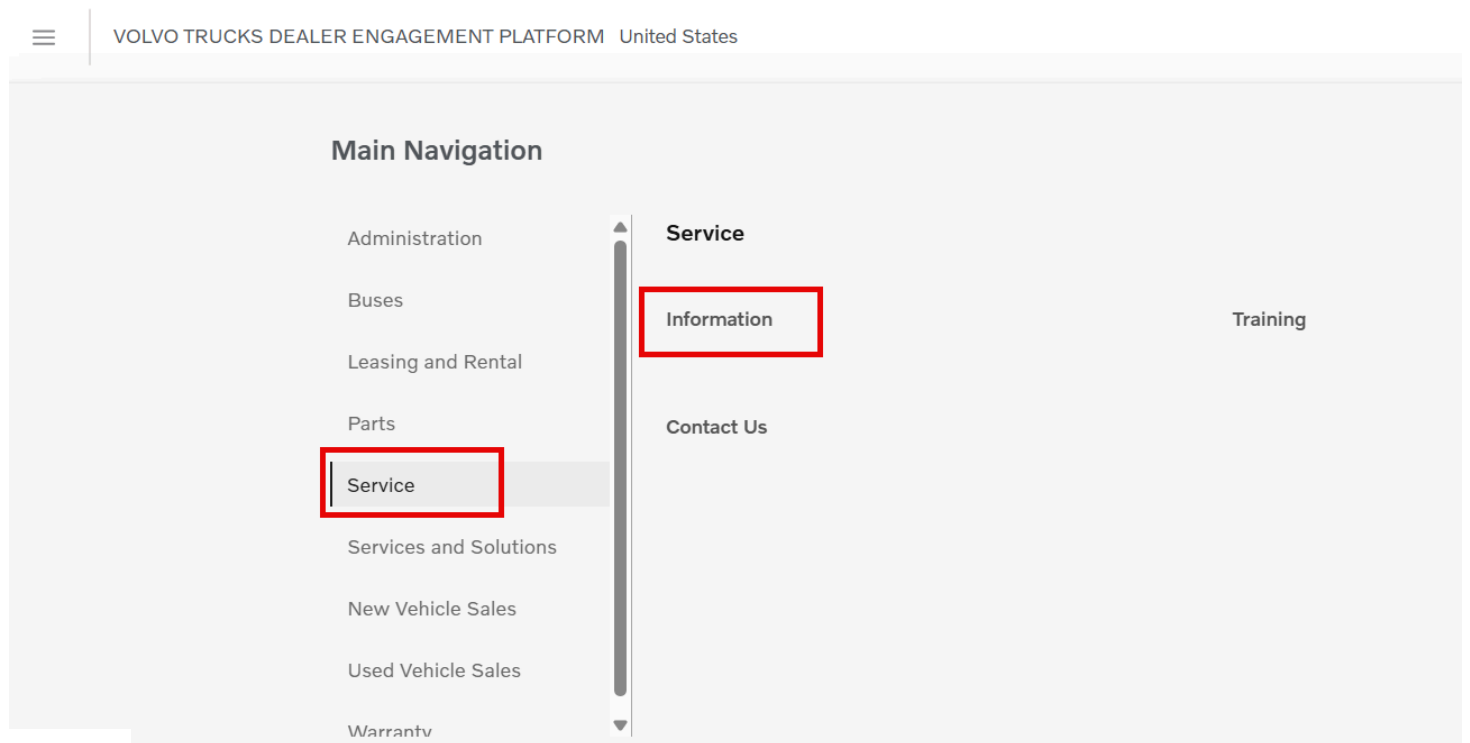 VOLVO TRUCKS DEALER ENGAGEMENT PLATFORM United States
Main Navigation
Administration
Buses
Leasing and Rental
Parts
Service
Services and Solutions
New Vehicle Sales
Used Vehicle Sales
Warranty
Service
Information
Training
Contact Us